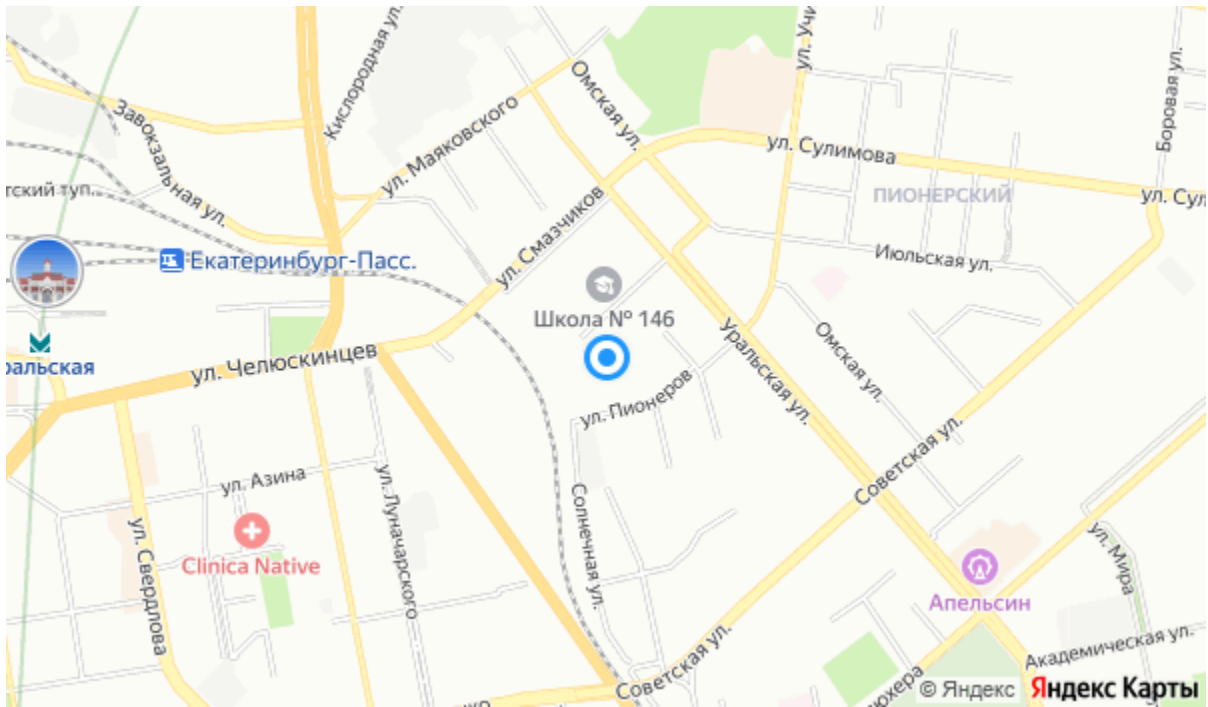 Кислородная ул.
Омская ул.
ул. Учи
Боровая ул.
Завокзальная ул.
ул. Маяковского
ул. Сулимова
тский туп.
ул. Смазчиков
ПИОНЕРСКИЙ
ул. Сул
Екатеринбург-Пасс.
Июльская ул.
Школа № 146
ральская
ул. Челюскинцев
Уральская ул.
Омская ул.
ул. Пионеров
ул. Азина
ул. Луначарского
Солнечная ул.
Советская ул.
Clinica Native
ул. Свердлова
ул. Мира
Апельсин
Советская ул.
Академическая ул.
ко
юхера
© Яндекс Яндекс Карты